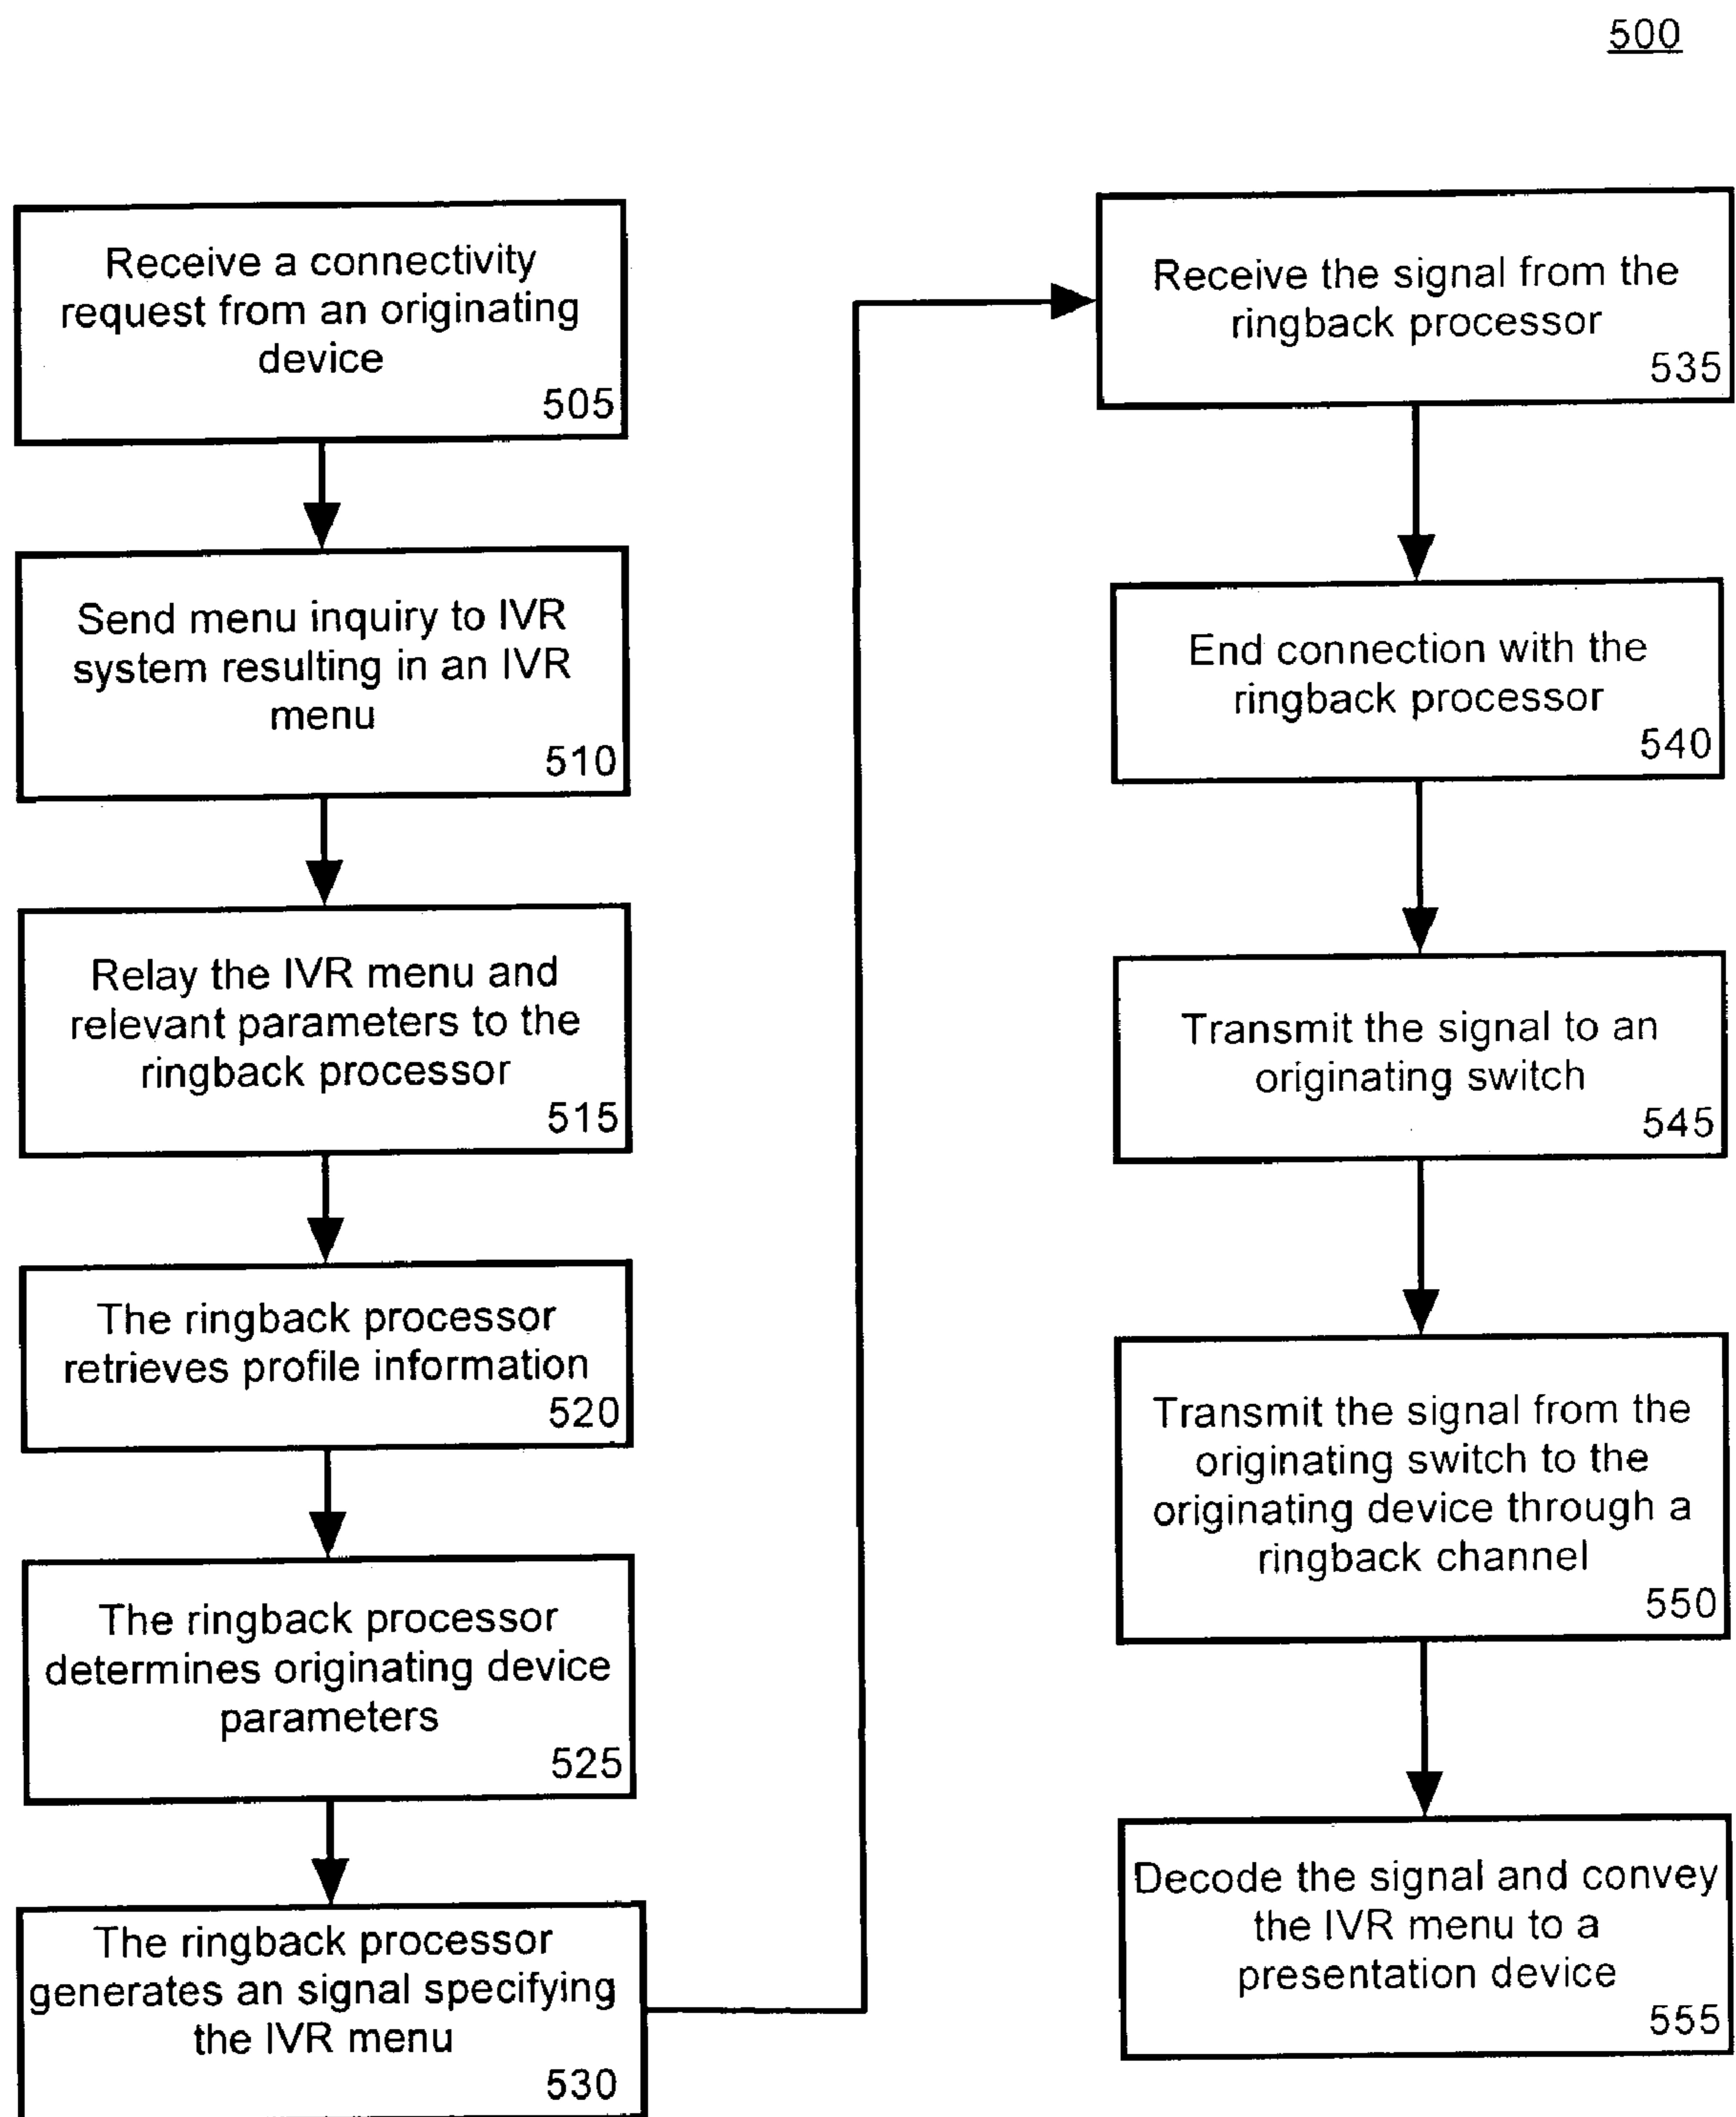 500
Receive a connectivity
request from an originating
device
505
Send menu inquiry to IVR
system resulting in an IVR
menu
510
Relay the IVR menu and
relevant parameters to the
ringback processor
515
The ringback processor
retrieves profile information
520
The ringback processor
determines originating device
parameters
525
The ringback processor
generates an signal specifying
the IVR menu
530
Receive the signal from the
ringback processor
535
End connection with the
ringback processor
540
Transmit the signal to an
originating switch
545
Transmit the signal from the
originating switch to the
originating device through a
ringback channel
550
Decode the signal and convey
the IVR menu to a
presentation device
555